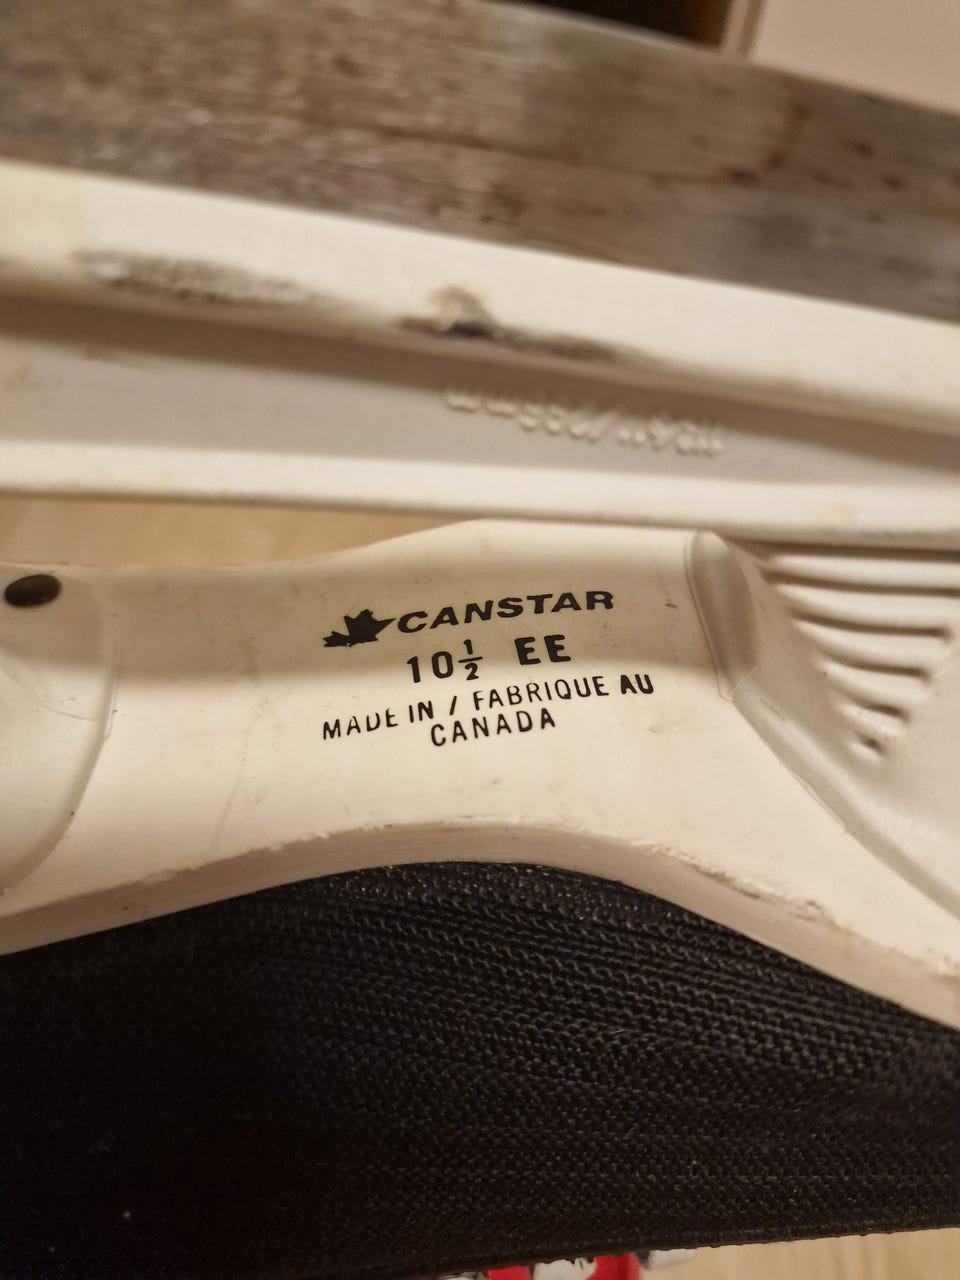 CANSTAR
10½ EE
MADE IN / FABRIQUE AU
CANADA